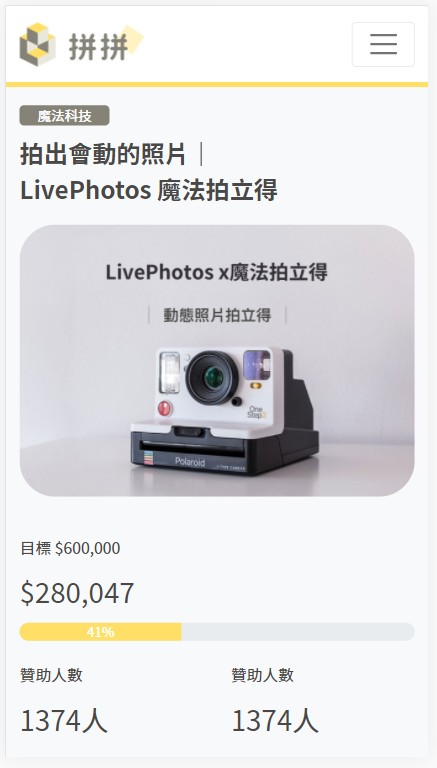 拼拼
魔法科技
拍出會動的照片｜
LivePhotos 魔法拍立得
LivePhotos x魔法拍立得
｜ 動態照片拍立得 ｜
One
Step2
Polaroid
目標 $600,000
$280,047
41%
贊助人數 贊助人數
1374人 1374人